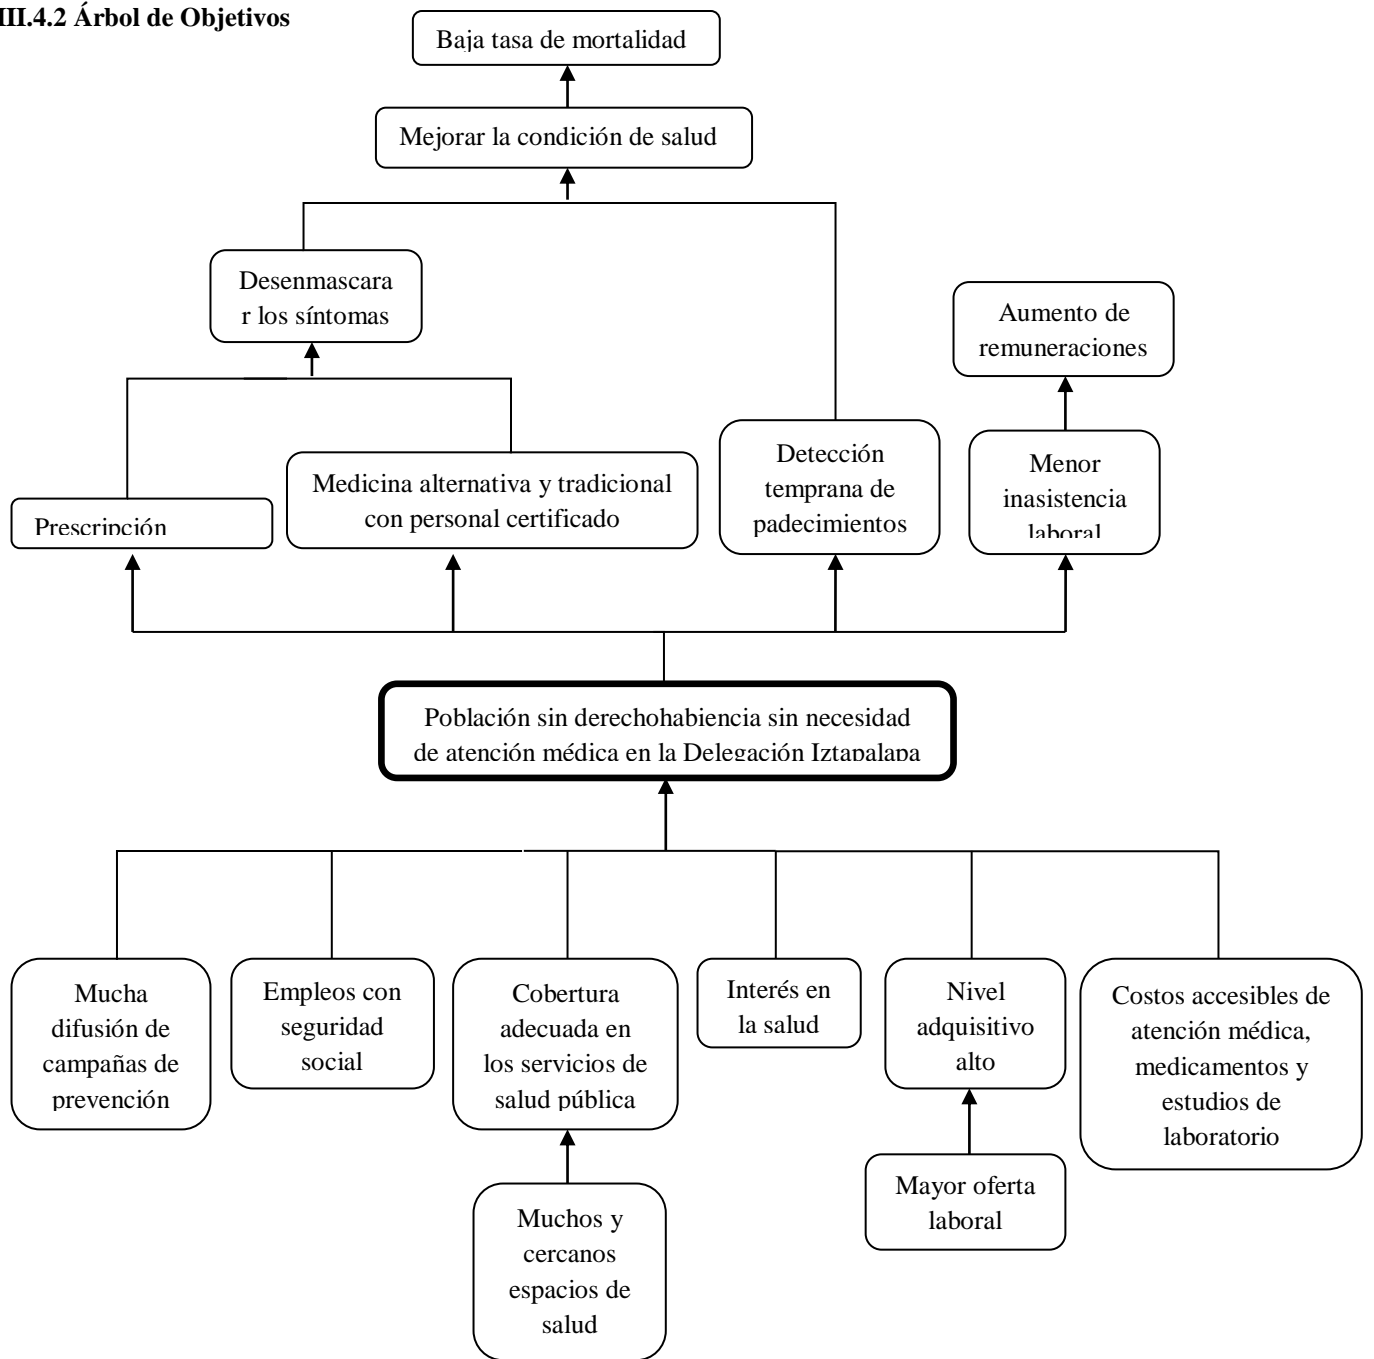 III.4.2 Árbol de Objetivos
Baja tasa de mortalidad
Mejorar la condición de salud
Desenmascara
r los síntomas
Aumento de
remuneraciones
Prescripción
Medicina alternativa y tradicional
con personal certificado
Detección
temprana de
padecimientos
Menor
inasistencia
laboral
Población sin derechohabiencia sin necesidad
de atención médica en la Delegación Iztapalapa
Mucha
difusión de
campañas de
prevención
Empleos con
seguridad
social
Cobertura
adecuada en
los servicios de
salud pública
Interés en
la salud
Nivel
adquisitivo
alto
Costos accesibles de
atención médica,
medicamentos y
estudios de
laboratorio
Muchos y
cercanos
espacios de
salud
Mayor oferta
laboral